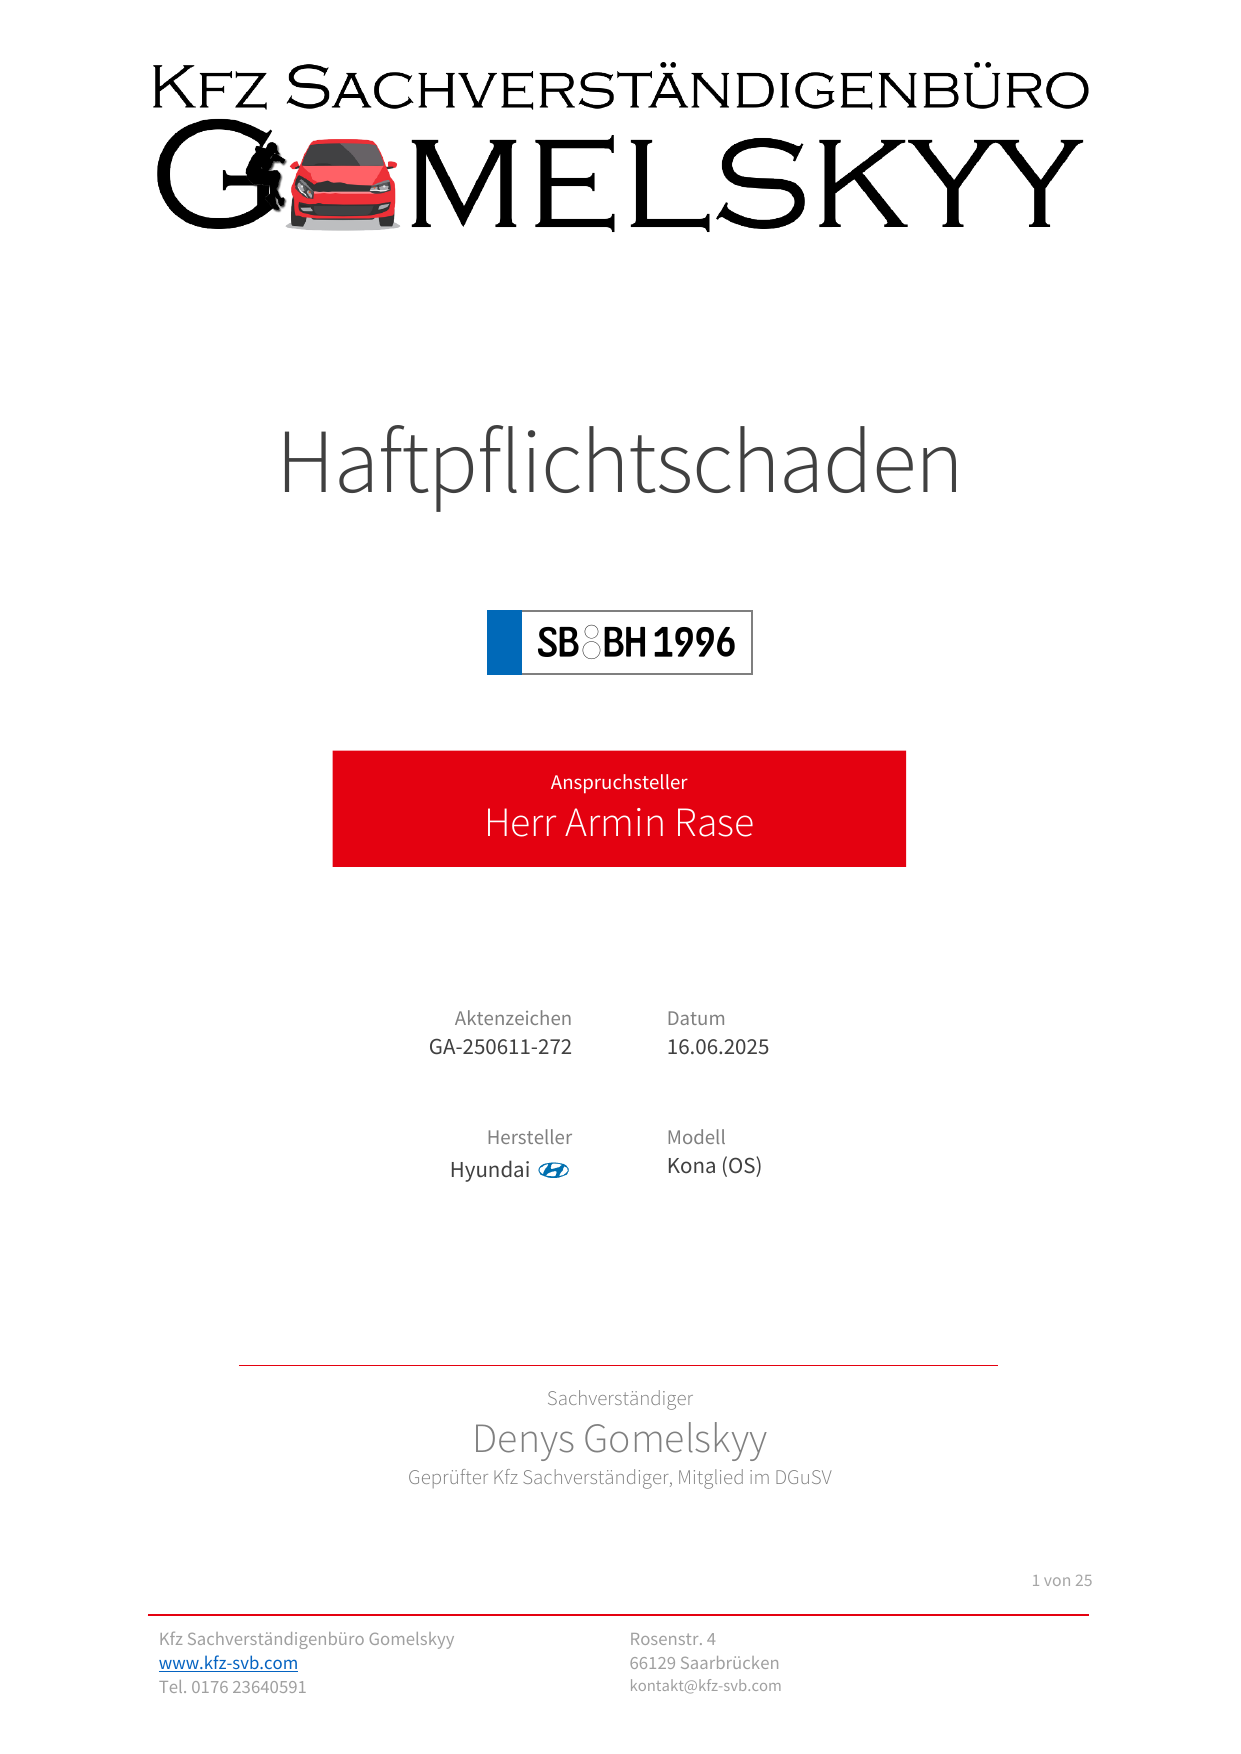 KFZ SACHVERSTÄNDIGENBÜRO
GOMELSKYY
Haftpflichtschaden
SB BH 1996
Anspruchsteller
Herr Armin Rase
Aktenzeichen
GA-250611-272
Datum
16.06.2025
Hersteller
Hyundai
Modell
Kona (OS)
Sachverständiger
Denys Gomelskyy
Geprüfter Kfz Sachverständiger, Mitglied im DGuSV
1 von 25
Kfz Sachverständigenbüro Gomelskyy
www.kfz-svb.com
Tel. 0176 23640591
Rosenstr. 4
66129 Saarbrücken
kontakt@kfz-svb.com